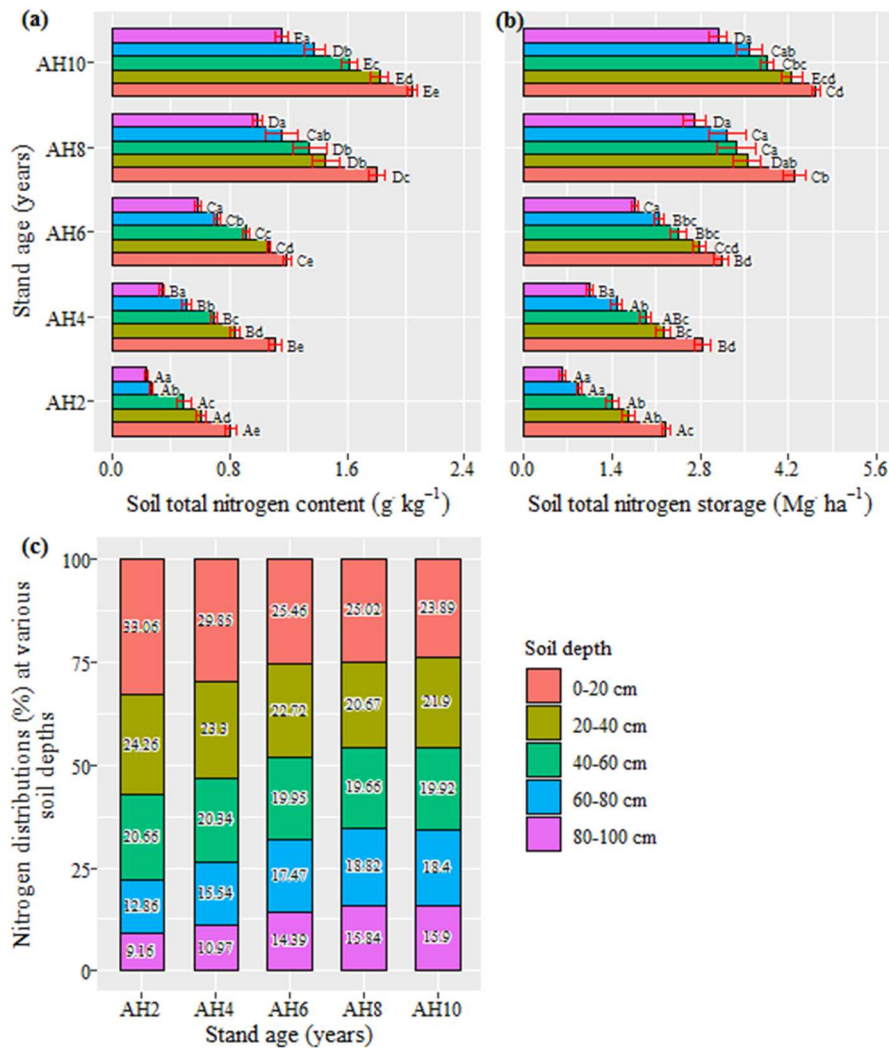 (a)
Stand age (years)
AH10
Ea
Db
Ec
Ed
Ee
AH8
Da
Cab
Db
Db
Dc
AH6
Ca
Cb
Cc
Cd
Ce
AH4
Ba
Bb
Bc
Bd
Be
AH2
Aa
Ab
Ac
Ad
Ae
0.0 0.8 1.6 2.4
Soil total nitrogen content (g· kg⁻¹)
(b)
Da
Cab
Cbc
Ecd
Cd
Da
Ca
Ca
Dab
Cb
Ca
Bbc
Bbc
Ccd
Bd
Ba
Ab
ABc
Bc
Bd
Aa
Aa
Ab
Ab
Ac
0.0 1.4 2.8 4.2 5.6
Soil total nitrogen storage (Mg· ha⁻¹)
(c)
Nitrogen distributions (%) at various
soil depths
100
75
50
25
0
33.06 29.85 25.46 25.02 23.89
24.26 23.3 22.72 20.67 21.9
20.66 20.34 19.95 19.66 19.92
12.86 15.54 17.47 18.82 18.4
9.16 10.97 14.39 15.84 15.9
AH2 AH4 AH6 AH8 AH10
Stand age (years)
Soil depth
0-20 cm
20-40 cm
40-60 cm
60-80 cm
80-100 cm